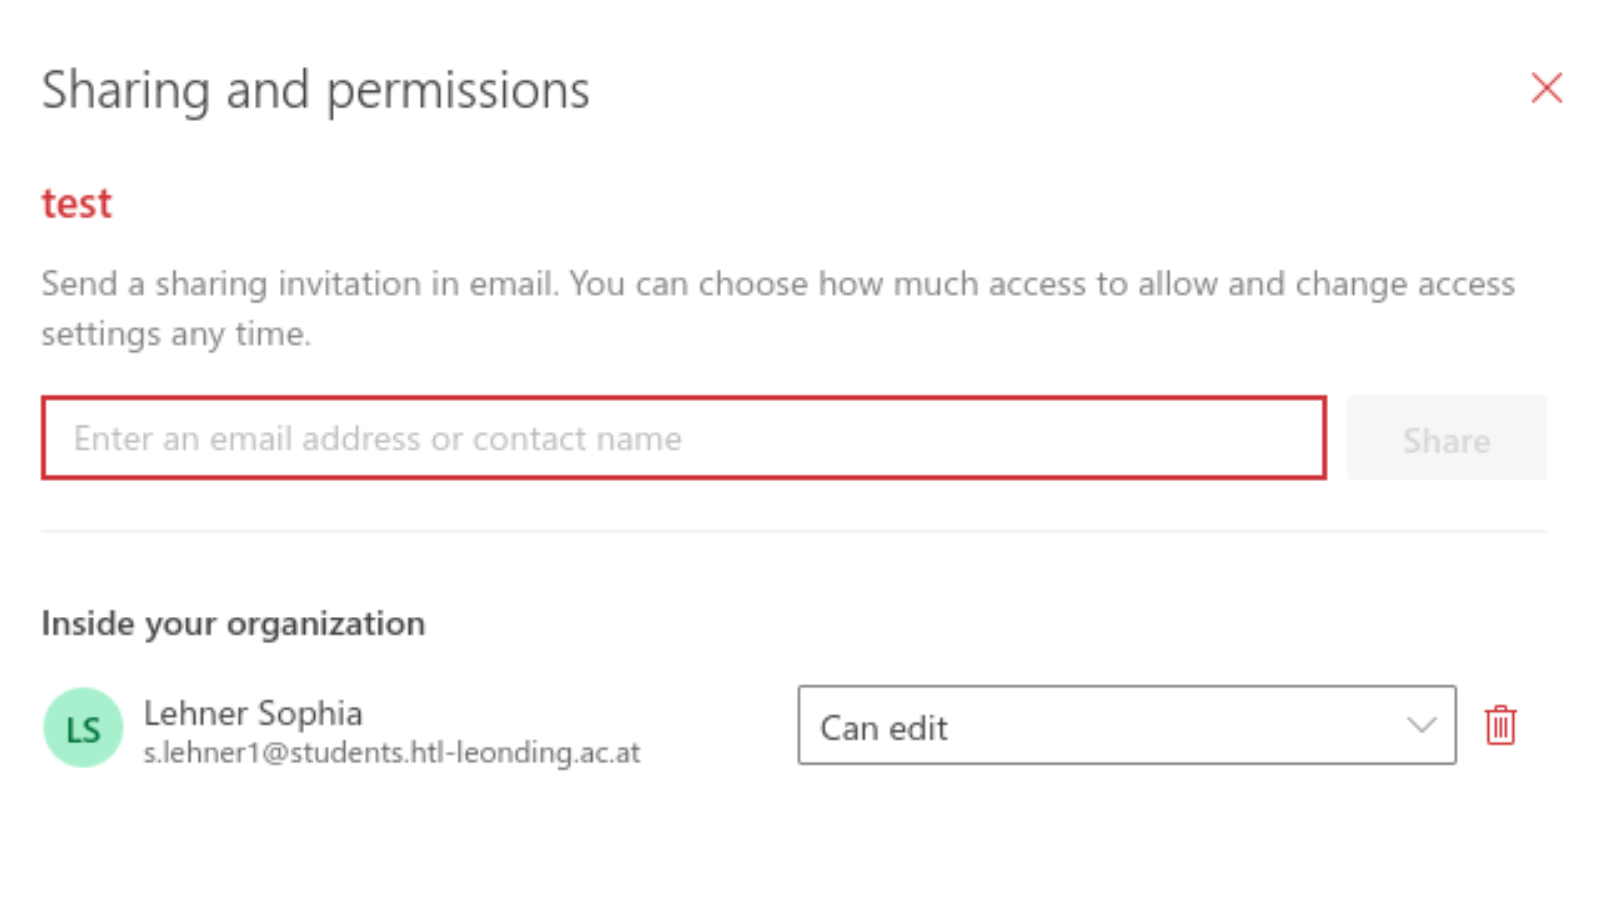 Sharing and permissions
test
Send a sharing invitation in email. You can choose how much access to allow and change access
settings any time.
Enter an email address or contact name
Share
Inside your organization
LS
Lehner Sophia
s.lehner1@students.htl-leonding.ac.at
Can edit